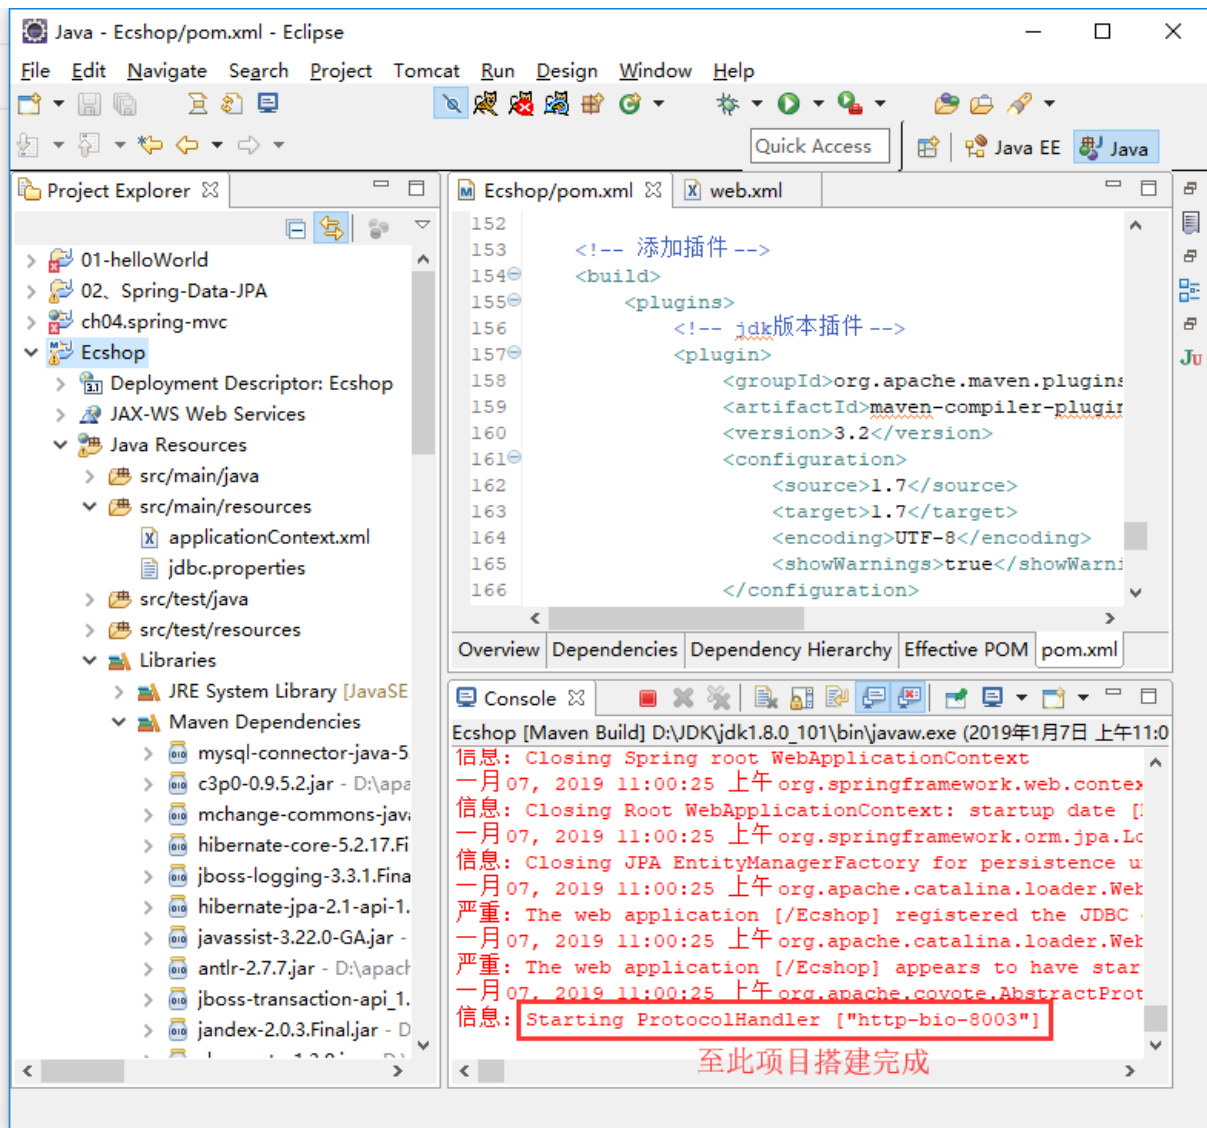 Java - Ecshop/pom.xml - Eclipse
File Edit Navigate Search Project Tomcat Run Design Window Help
Quick Access
Java EE
Java
Project Explorer
01-helloWorld
02、Spring-Data-JPA
ch04.spring-mvc
Ecshop
Deployment Descriptor: Ecshop
JAX-WS Web Services
Java Resources
src/main/java
src/main/resources
applicationContext.xml
jdbc.properties
src/test/java
src/test/resources
Libraries
JRE System Library [JavaSE
Maven Dependencies
mysql-connector-java-5.
c3p0-0.9.5.2.jar - D:\apa
mchange-commons-java
hibernate-core-5.2.17.Fi
jboss-logging-3.3.1.Fina
hibernate-jpa-2.1-api-1.
javassist-3.22.0-GA.jar -
antlr-2.7.7.jar - D:\apach
jboss-transaction-api_1.
jandex-2.0.3.Final.jar - D
Ecshop/pom.xml
web.xml
152
153 <!-- 添加插件 -->
154 <build>
155 <plugins>
156 <!-- jdk版本插件 -->
157 <plugin>
158 <groupId>org.apache.maven.plugins
159 <artifactId>maven-compiler-plugin
160 <version>3.2</version>
161 <configuration>
162 <source>1.7</source>
163 <target>1.7</target>
164 <encoding>UTF-8</encoding>
165 <showWarnings>true</showWarni
166 </configuration>
Overview Dependencies Dependency Hierarchy Effective POM pom.xml
Console
Ecshop [Maven Build] D:\JDK\jdk1.8.0_101\bin\javaw.exe (2019年1月7日 上午11:0
信息: Closing Spring root WebApplicationContext
一月 07, 2019 11:00:25 上午 org.springframework.web.contex
信息: Closing Root WebApplicationContext: startup date [
一月 07, 2019 11:00:25 上午 org.springframework.orm.jpa.Lo
信息: Closing JPA EntityManagerFactory for persistence u
一月 07, 2019 11:00:25 上午 org.apache.catalina.loader.Web
严重: The web application [/Ecshop] registered the JDBC
一月 07, 2019 11:00:25 上午 org.apache.catalina.loader.Web
严重: The web application [/Ecshop] appears to have star
一月 07, 2019 11:00:25 上午 org.apache.coyote.AbstractProt
信息: Starting ProtocolHandler ["http-bio-8003"]
至此项目搭建完成